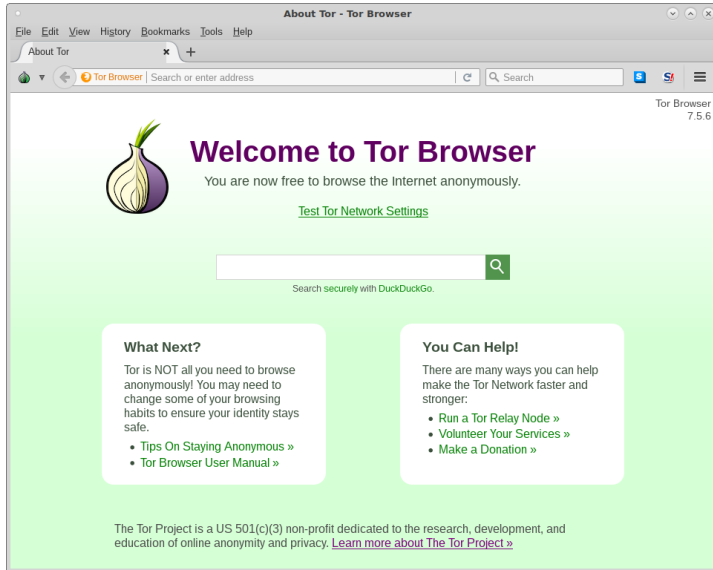 About Tor - Tor Browser
File Edit View History Bookmarks Tools Help
About Tor
Tor Browser Search or enter address Search
Tor Browser
7.5.6
Welcome to Tor Browser
You are now free to browse the Internet anonymously.
Test Tor Network Settings
Search securely with DuckDuckGo.
What Next?
Tor is NOT all you need to browse
anonymously! You may need to
change some of your browsing
habits to ensure your identity stays
safe.
Tips On Staying Anonymous »
Tor Browser User Manual »
You Can Help!
There are many ways you can help
make the Tor Network faster and
stronger:
Run a Tor Relay Node »
Volunteer Your Services »
Make a Donation »
The Tor Project is a US 501(c)(3) non-profit dedicated to the research, development, and
education of online anonymity and privacy. Learn more about The Tor Project »